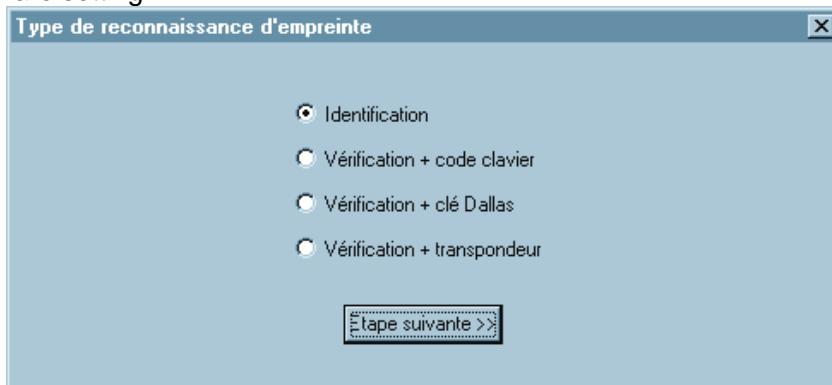 Type de reconnaissance d'empreinte
Identification
Vérification + code clavier
Vérification + clé Dallas
Vérification + transpondeur
Etape suivante >>